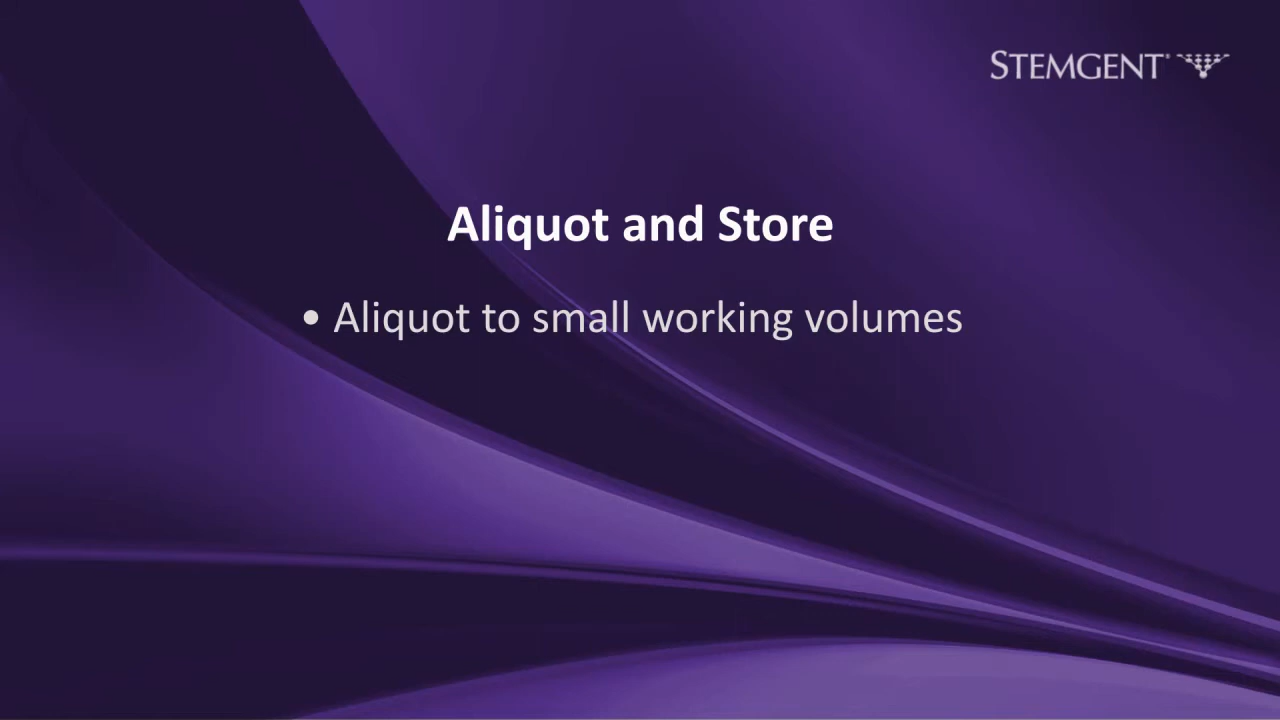 STEMGENT®
Aliquot and Store
• Aliquot to small working volumes